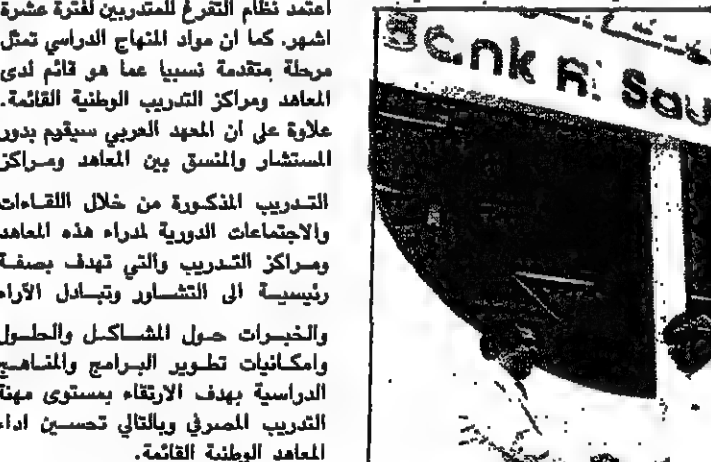 اعتمد نظام التفرغ للمتدربين لفترة عشرة
اشهر. كما ان مواد المنهاج الدراسي تمثل
مرحلة متقدمة نسبيا عما هو قائم لدى
المعاهد ومراكز التدريب الوطنية القائمة.
علاوة على ان المعهد العربي سيقوم بدور
المستشار والمنسق بين المعاهد ومراكز
التدريب المذكورة من خلال اللقاءات
والاجتماعات الدورية لمدراء هذه المعاهد
ومراكز التدريب والتي تهدف بصفة
رئيسية الى التشاور وتبادل الآراء
والخبرات حول المشاكل والحلول
وامكانيات تطوير البرامج والمناهج
الدراسية بهدف الارتقاء بمستوى مهنة
التدريب المصرفي وبالتالي تحسين اداء
المعاهد الوطنية القائمة.